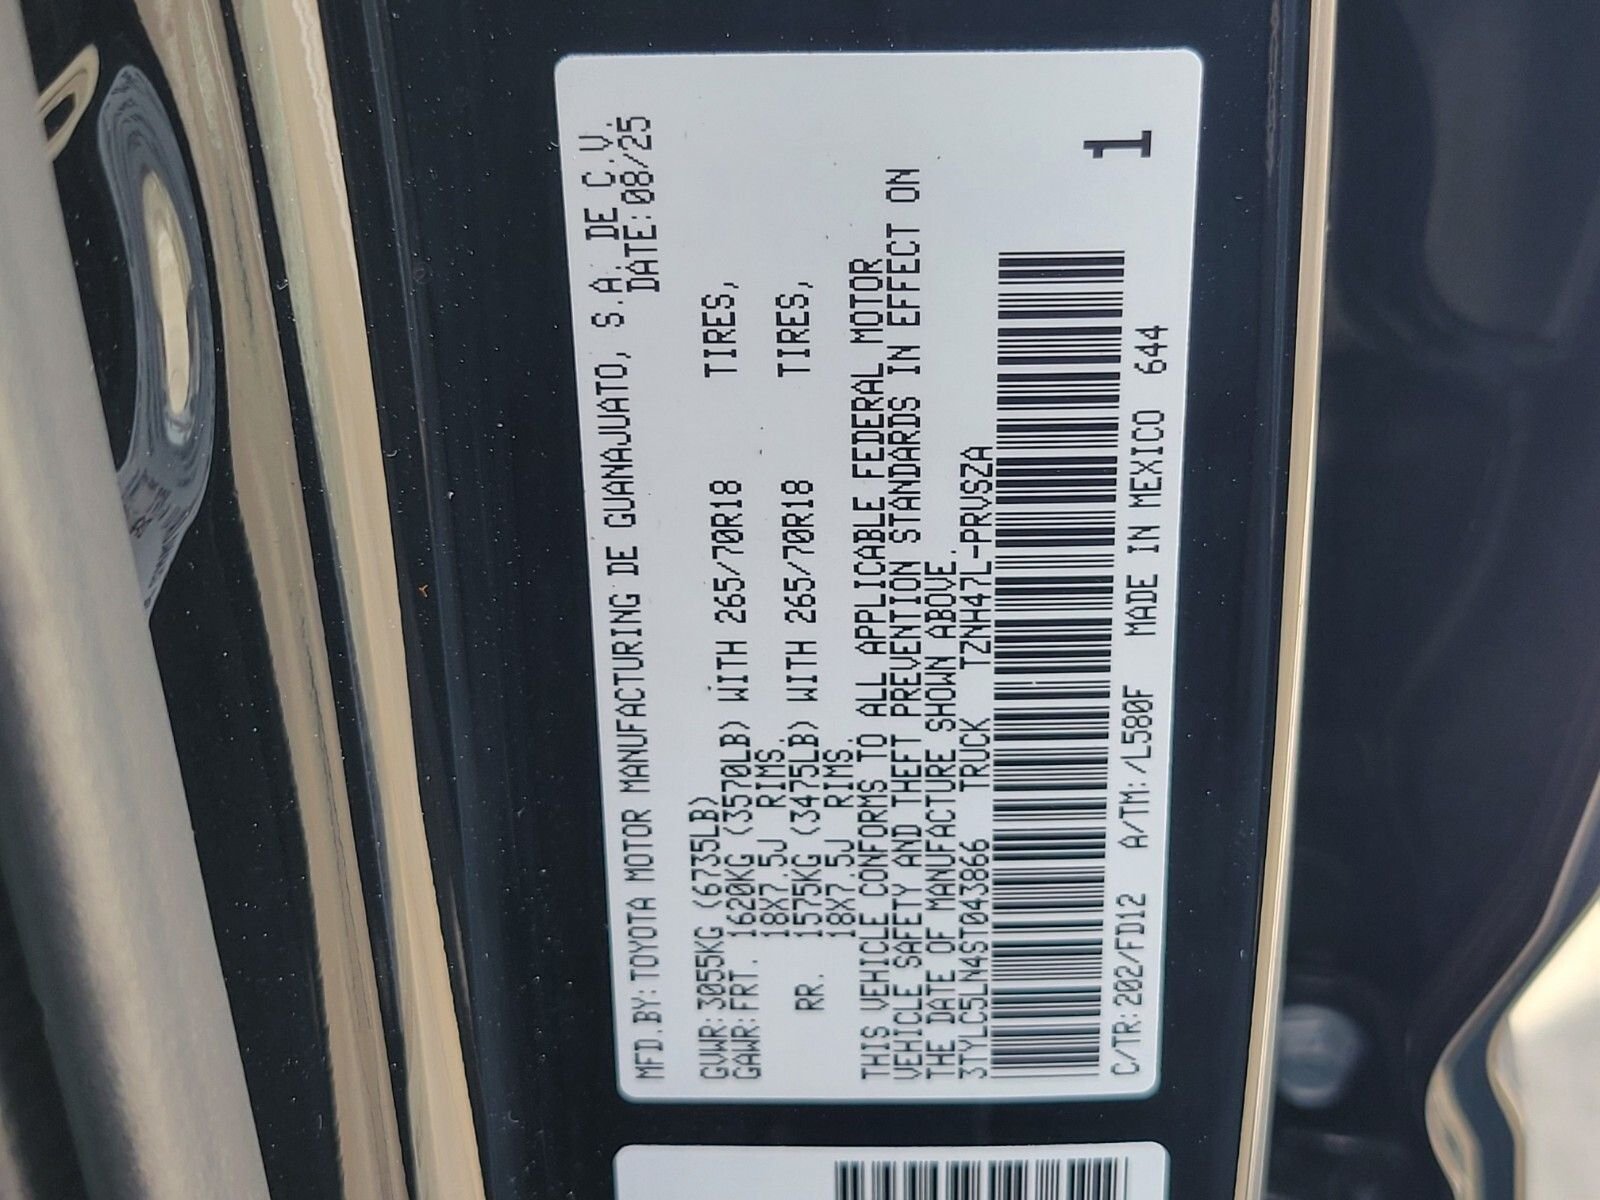 MFD.BY:TOYOTA MOTOR MANUFACTURING DE GUANAJUATO, S.A. DE C.V.
DATE:08/25
GVWR:3055KG (6735LB)
GAWR:FRT. 1620KG (3570LB) WITH 265/70R18 TIRES,
18X7.5J RIMS.
RR. 1575KG (3475LB) WITH 265/70R18 TIRES,
18X7.5J RIMS.
THIS VEHICLE CONFORMS TO ALL APPLICABLE FEDERAL MOTOR
VEHICLE SAFETY AND THEFT PREVENTION STANDARDS IN EFFECT ON
THE DATE OF MANUFACTURE SHOWN ABOVE.
3TYLC5LN4ST043866 TRUCK TZNH47L-PRVSZA
C/TR:202/FD12 A/TM:/L580F MADE IN MEXICO 644
1